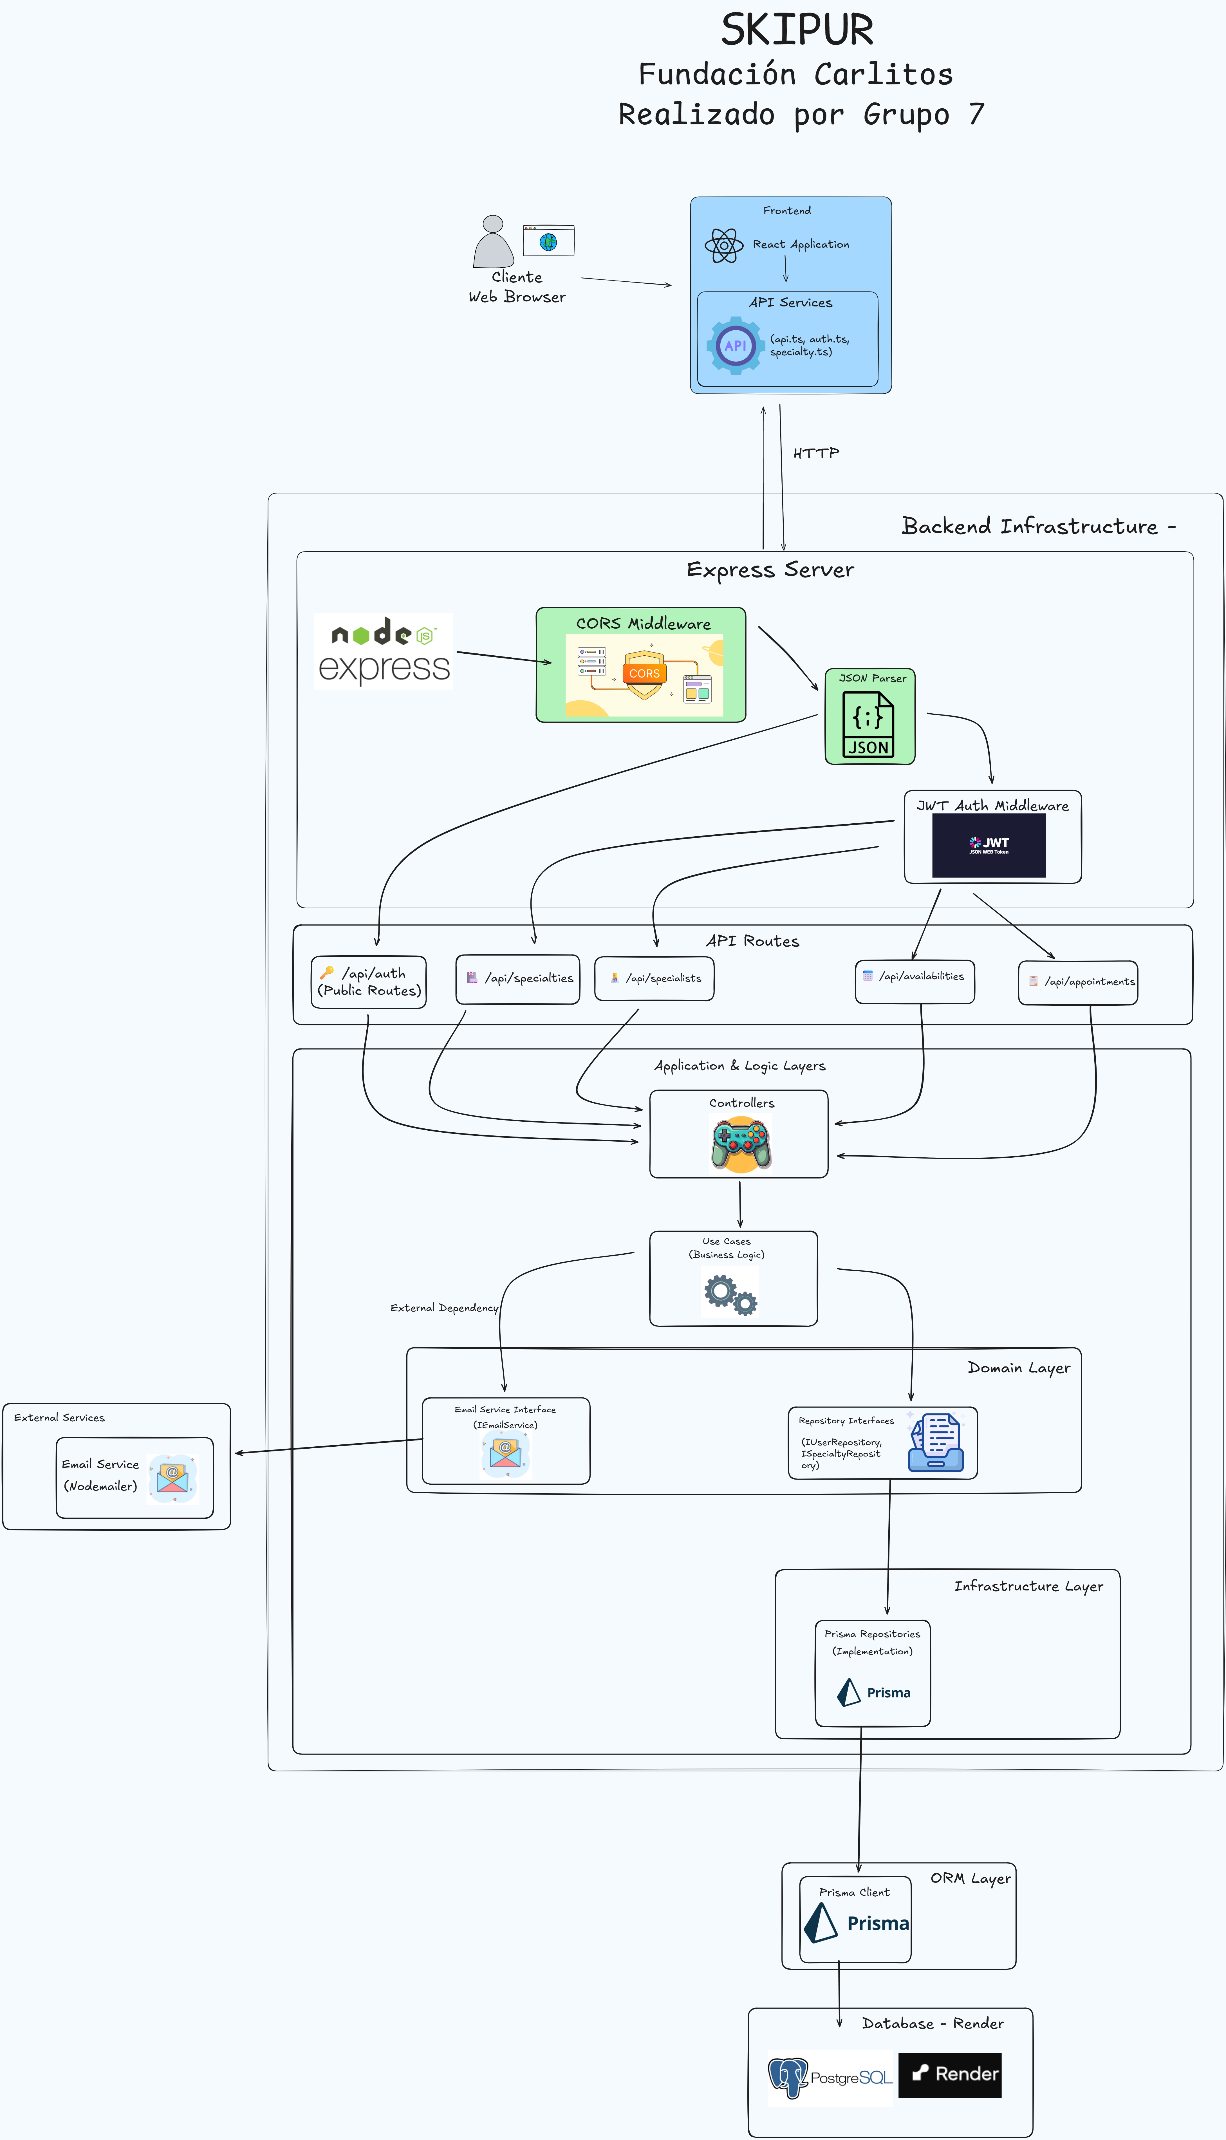 SKIPUR
Fundación Carlitos
Realizado por Grupo 7
Frontend
React Application
Cliente
Web Browser
API Services
API
(api.ts, auth.ts,
specialty.ts)
HTTP
Backend Infrastructure -
Express Server
node
JS
express
CORS Middleware
CORS
JSON Parser
{;}
JSON
JWT Auth Middleware
JWT
JSON WEB Token
API Routes
/api/auth
(Public Routes)
/api/specialties
/api/specialists
/api/availabilities
/api/appointments
Application & Logic Layers
Controllers
Use Cases
(Business Logic)
External Dependency
Domain Layer
Email Service Interface
(IEmailService)
@
Repository Interfaces
(IUserRepository,
ISpecialtyReposit
ory)
External Services
Email Service
(Nodemailer)
@
Infrastructure Layer
Prisma Repositories
(Implementation)
Prisma
ORM Layer
Prisma Client
Prisma
Database - Render
PostgreSQL
Render